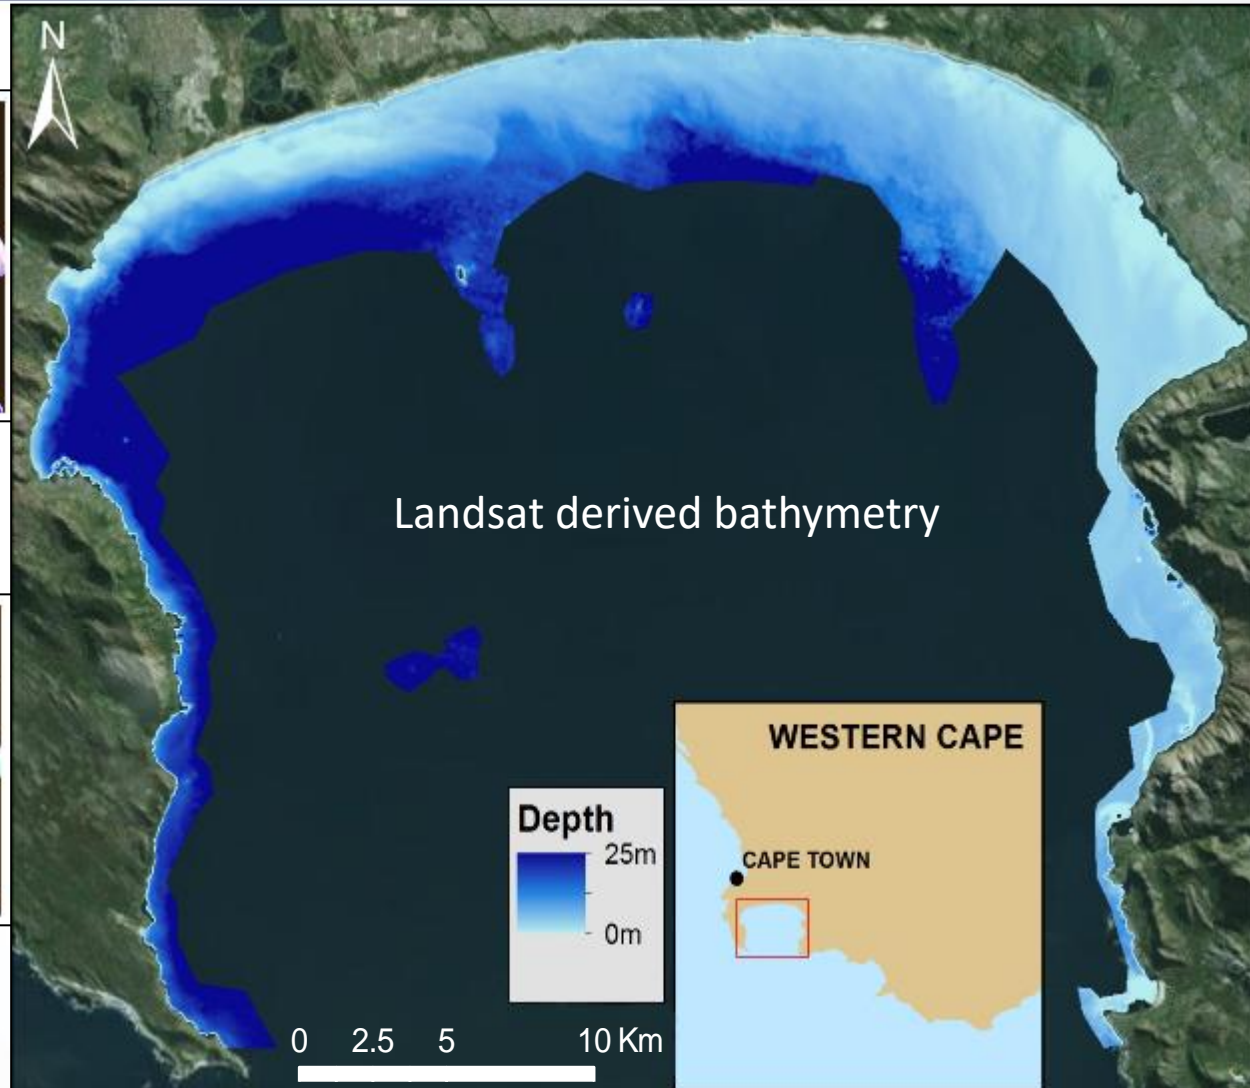 N
Landsat derived bathymetry
WESTERN CAPE
CAPE TOWN
Depth
25m
0m
0 2.5 5 10 Km